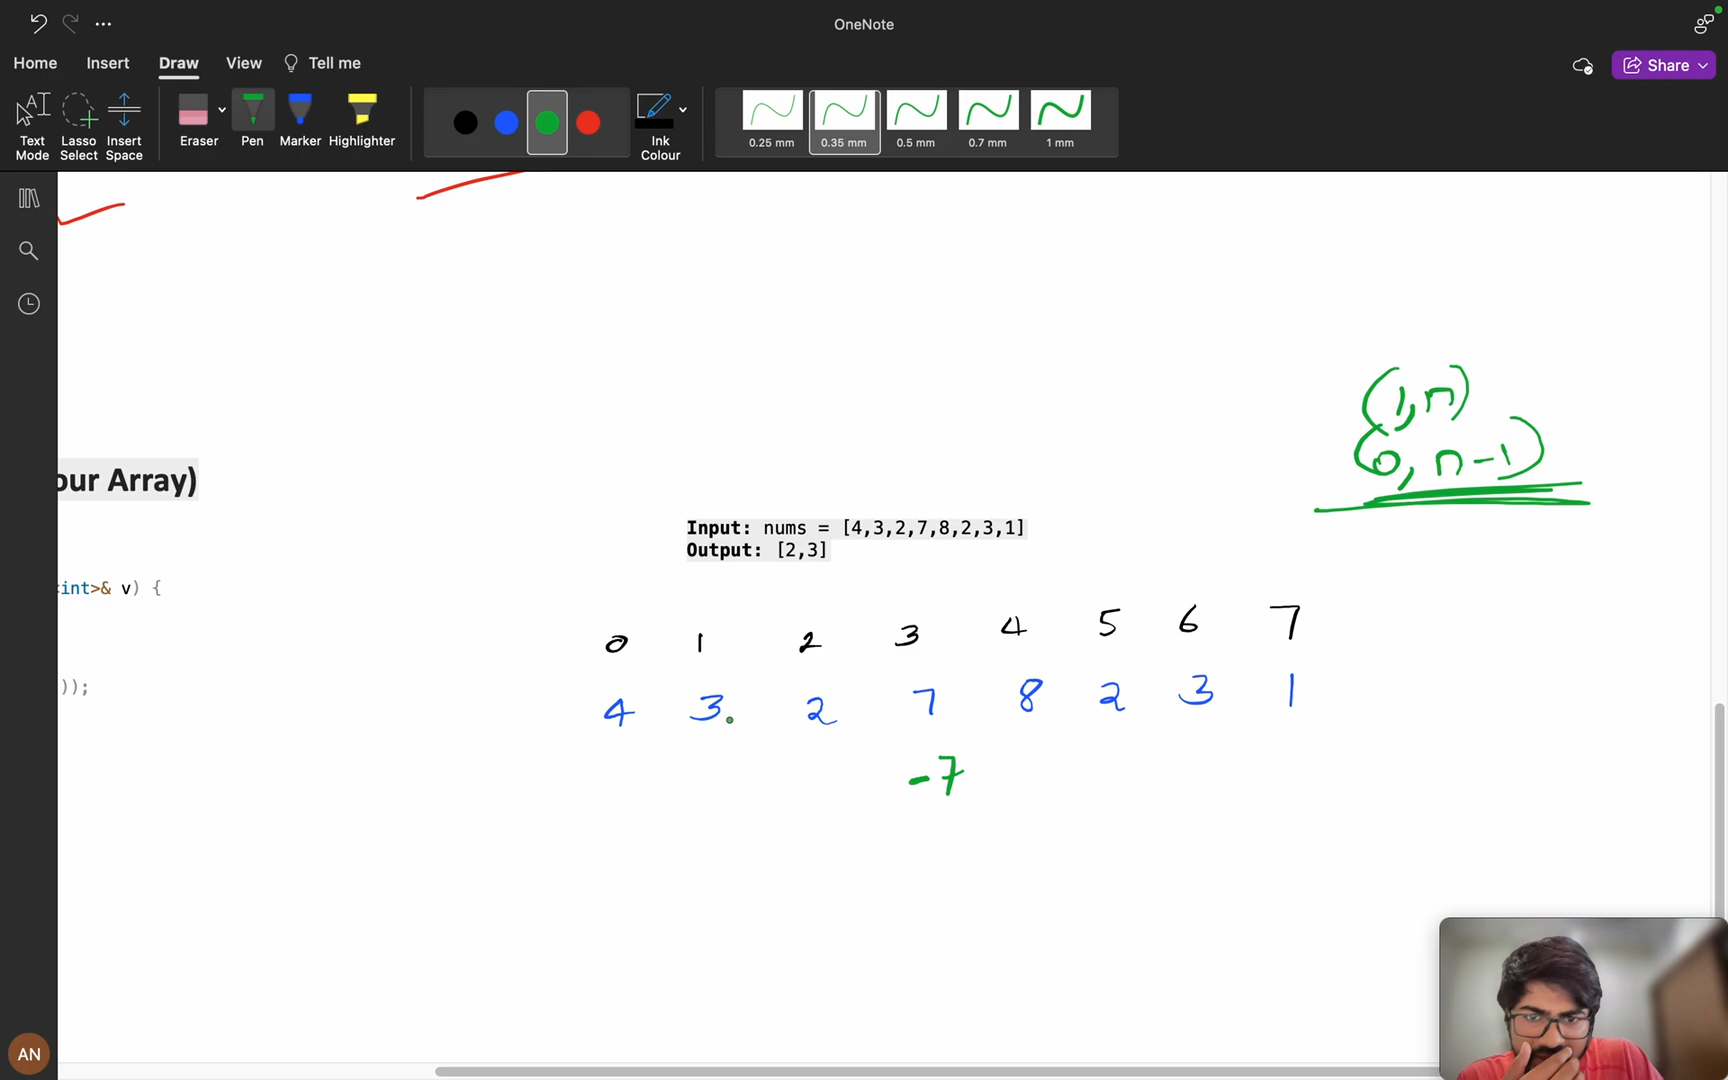 OneNote
Home Insert Draw View Tell me
Share
Text Mode
Lasso Select
Insert Space
Eraser
Pen
Marker
Highlighter
Ink Colour
0.25 mm
0.35 mm
0.5 mm
0.7 mm
1 mm
(1,n)
(0, n-1)
our Array)
Input: nums = [4,3,2,7,8,2,3,1]
Output: [2,3]
<int>& v) {
0 1 2 3 4 5 6 7
));
4 3 2 7 8 2 3 1
-7
AN